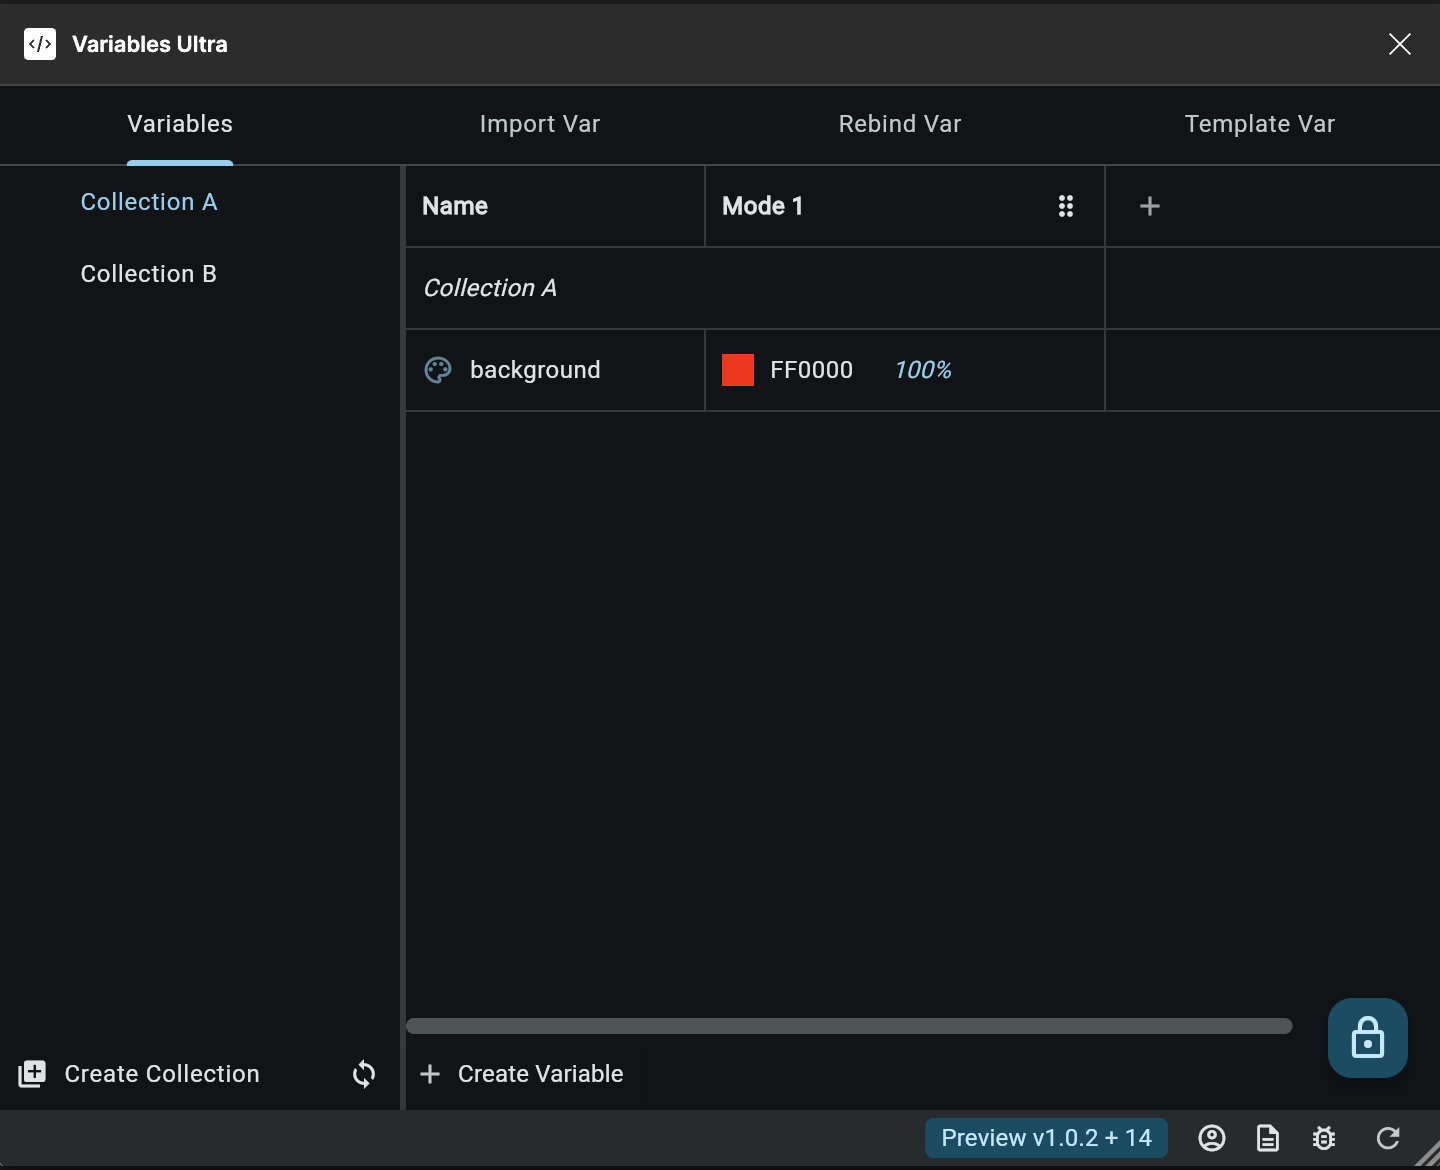 Variables Ultra
Variables
Import Var
Rebind Var
Template Var
Collection A
Collection B
Name
Mode 1
Collection A
background
FF0000
100%
Create Collection
Create Variable
Preview v1.0.2 + 14